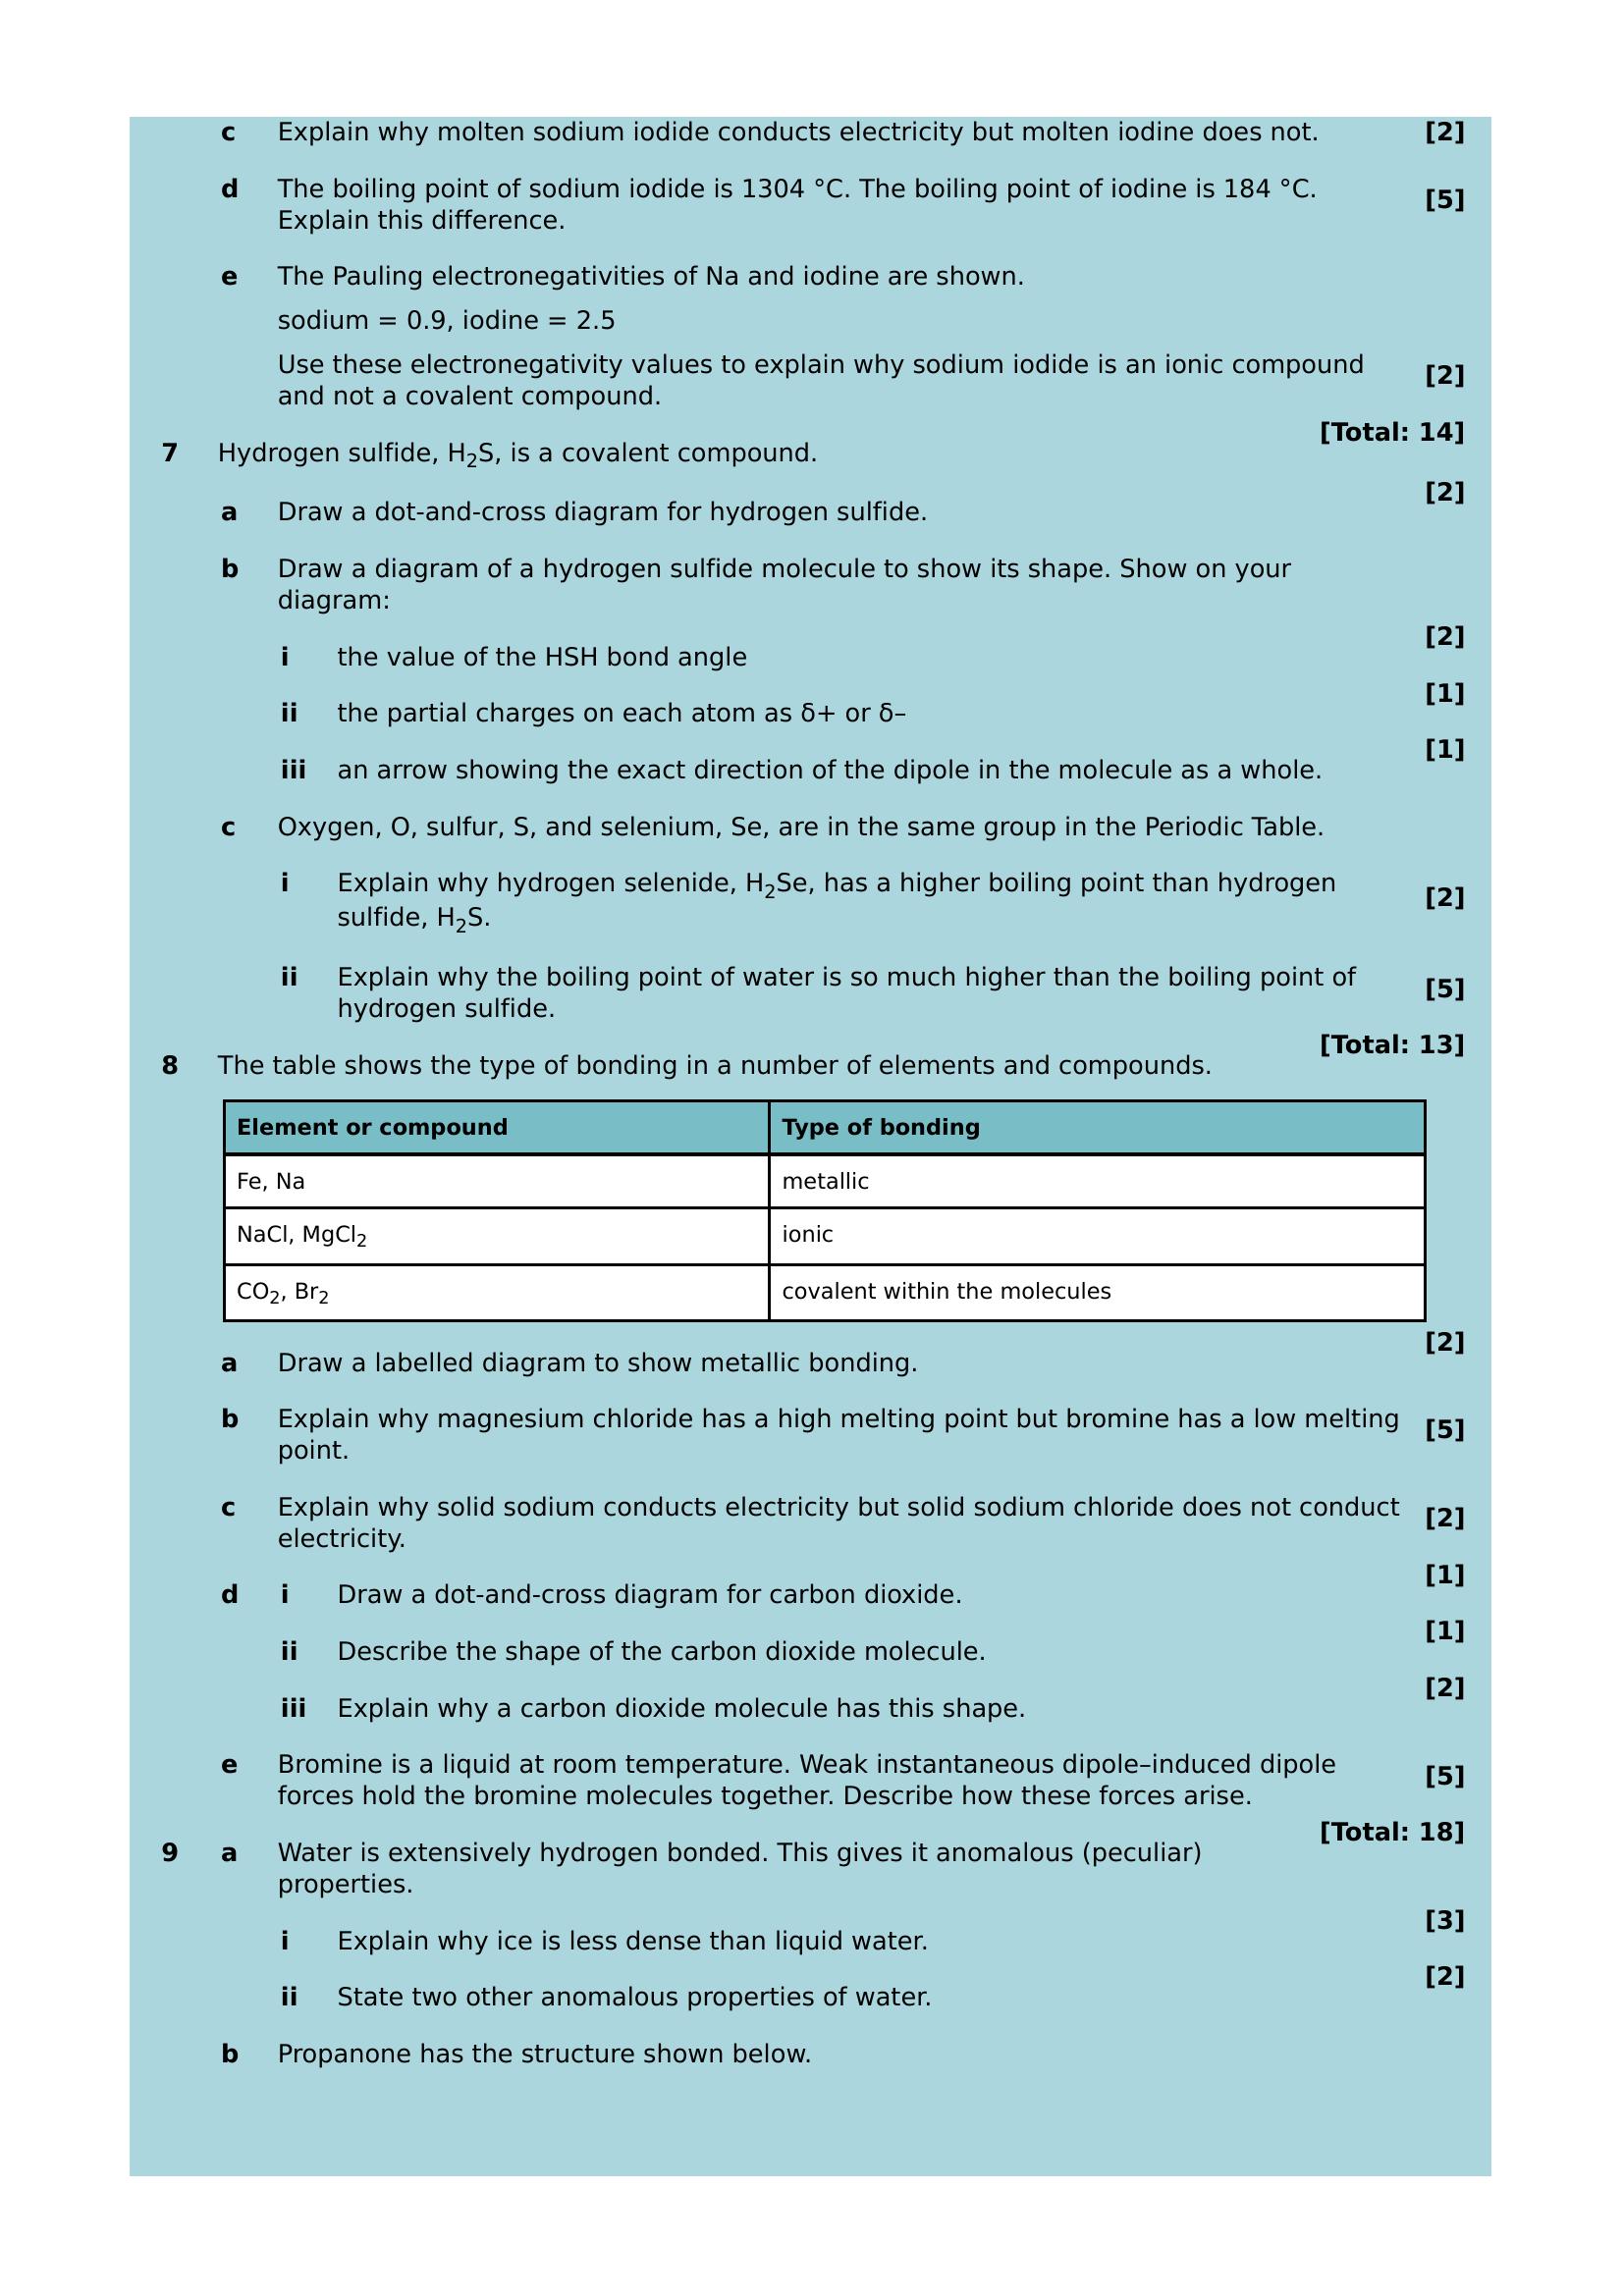 c Explain why molten sodium iodide conducts electricity but molten iodine does not. [2]
d The boiling point of sodium iodide is 1304 °C. The boiling point of iodine is 184 °C. [5]
Explain this difference.
e The Pauling electronegativities of Na and iodine are shown.
sodium = 0.9, iodine = 2.5
Use these electronegativity values to explain why sodium iodide is an ionic compound [2]
and not a covalent compound.
[Total: 14]
7 Hydrogen sulfide, H₂S, is a covalent compound.
[2]
a Draw a dot-and-cross diagram for hydrogen sulfide.
b Draw a diagram of a hydrogen sulfide molecule to show its shape. Show on your
diagram:
[2]
i the value of the HSH bond angle
[1]
ii the partial charges on each atom as δ+ or δ–
[1]
iii an arrow showing the exact direction of the dipole in the molecule as a whole.
c Oxygen, O, sulfur, S, and selenium, Se, are in the same group in the Periodic Table.
i Explain why hydrogen selenide, H₂Se, has a higher boiling point than hydrogen [2]
sulfide, H₂S.
ii Explain why the boiling point of water is so much higher than the boiling point of [5]
hydrogen sulfide.
[Total: 13]
8 The table shows the type of bonding in a number of elements and compounds.
Element or compound Type of bonding
Fe, Na metallic
NaCl, MgCl₂ ionic
CO₂, Br₂ covalent within the molecules
[2]
a Draw a labelled diagram to show metallic bonding.
b Explain why magnesium chloride has a high melting point but bromine has a low melting [5]
point.
c Explain why solid sodium conducts electricity but solid sodium chloride does not conduct [2]
electricity.
[1]
d i Draw a dot-and-cross diagram for carbon dioxide.
[1]
ii Describe the shape of the carbon dioxide molecule.
[2]
iii Explain why a carbon dioxide molecule has this shape.
e Bromine is a liquid at room temperature. Weak instantaneous dipole–induced dipole [5]
forces hold the bromine molecules together. Describe how these forces arise.
[Total: 18]
9 a Water is extensively hydrogen bonded. This gives it anomalous (peculiar)
properties.
[3]
i Explain why ice is less dense than liquid water.
[2]
ii State two other anomalous properties of water.
b Propanone has the structure shown below.